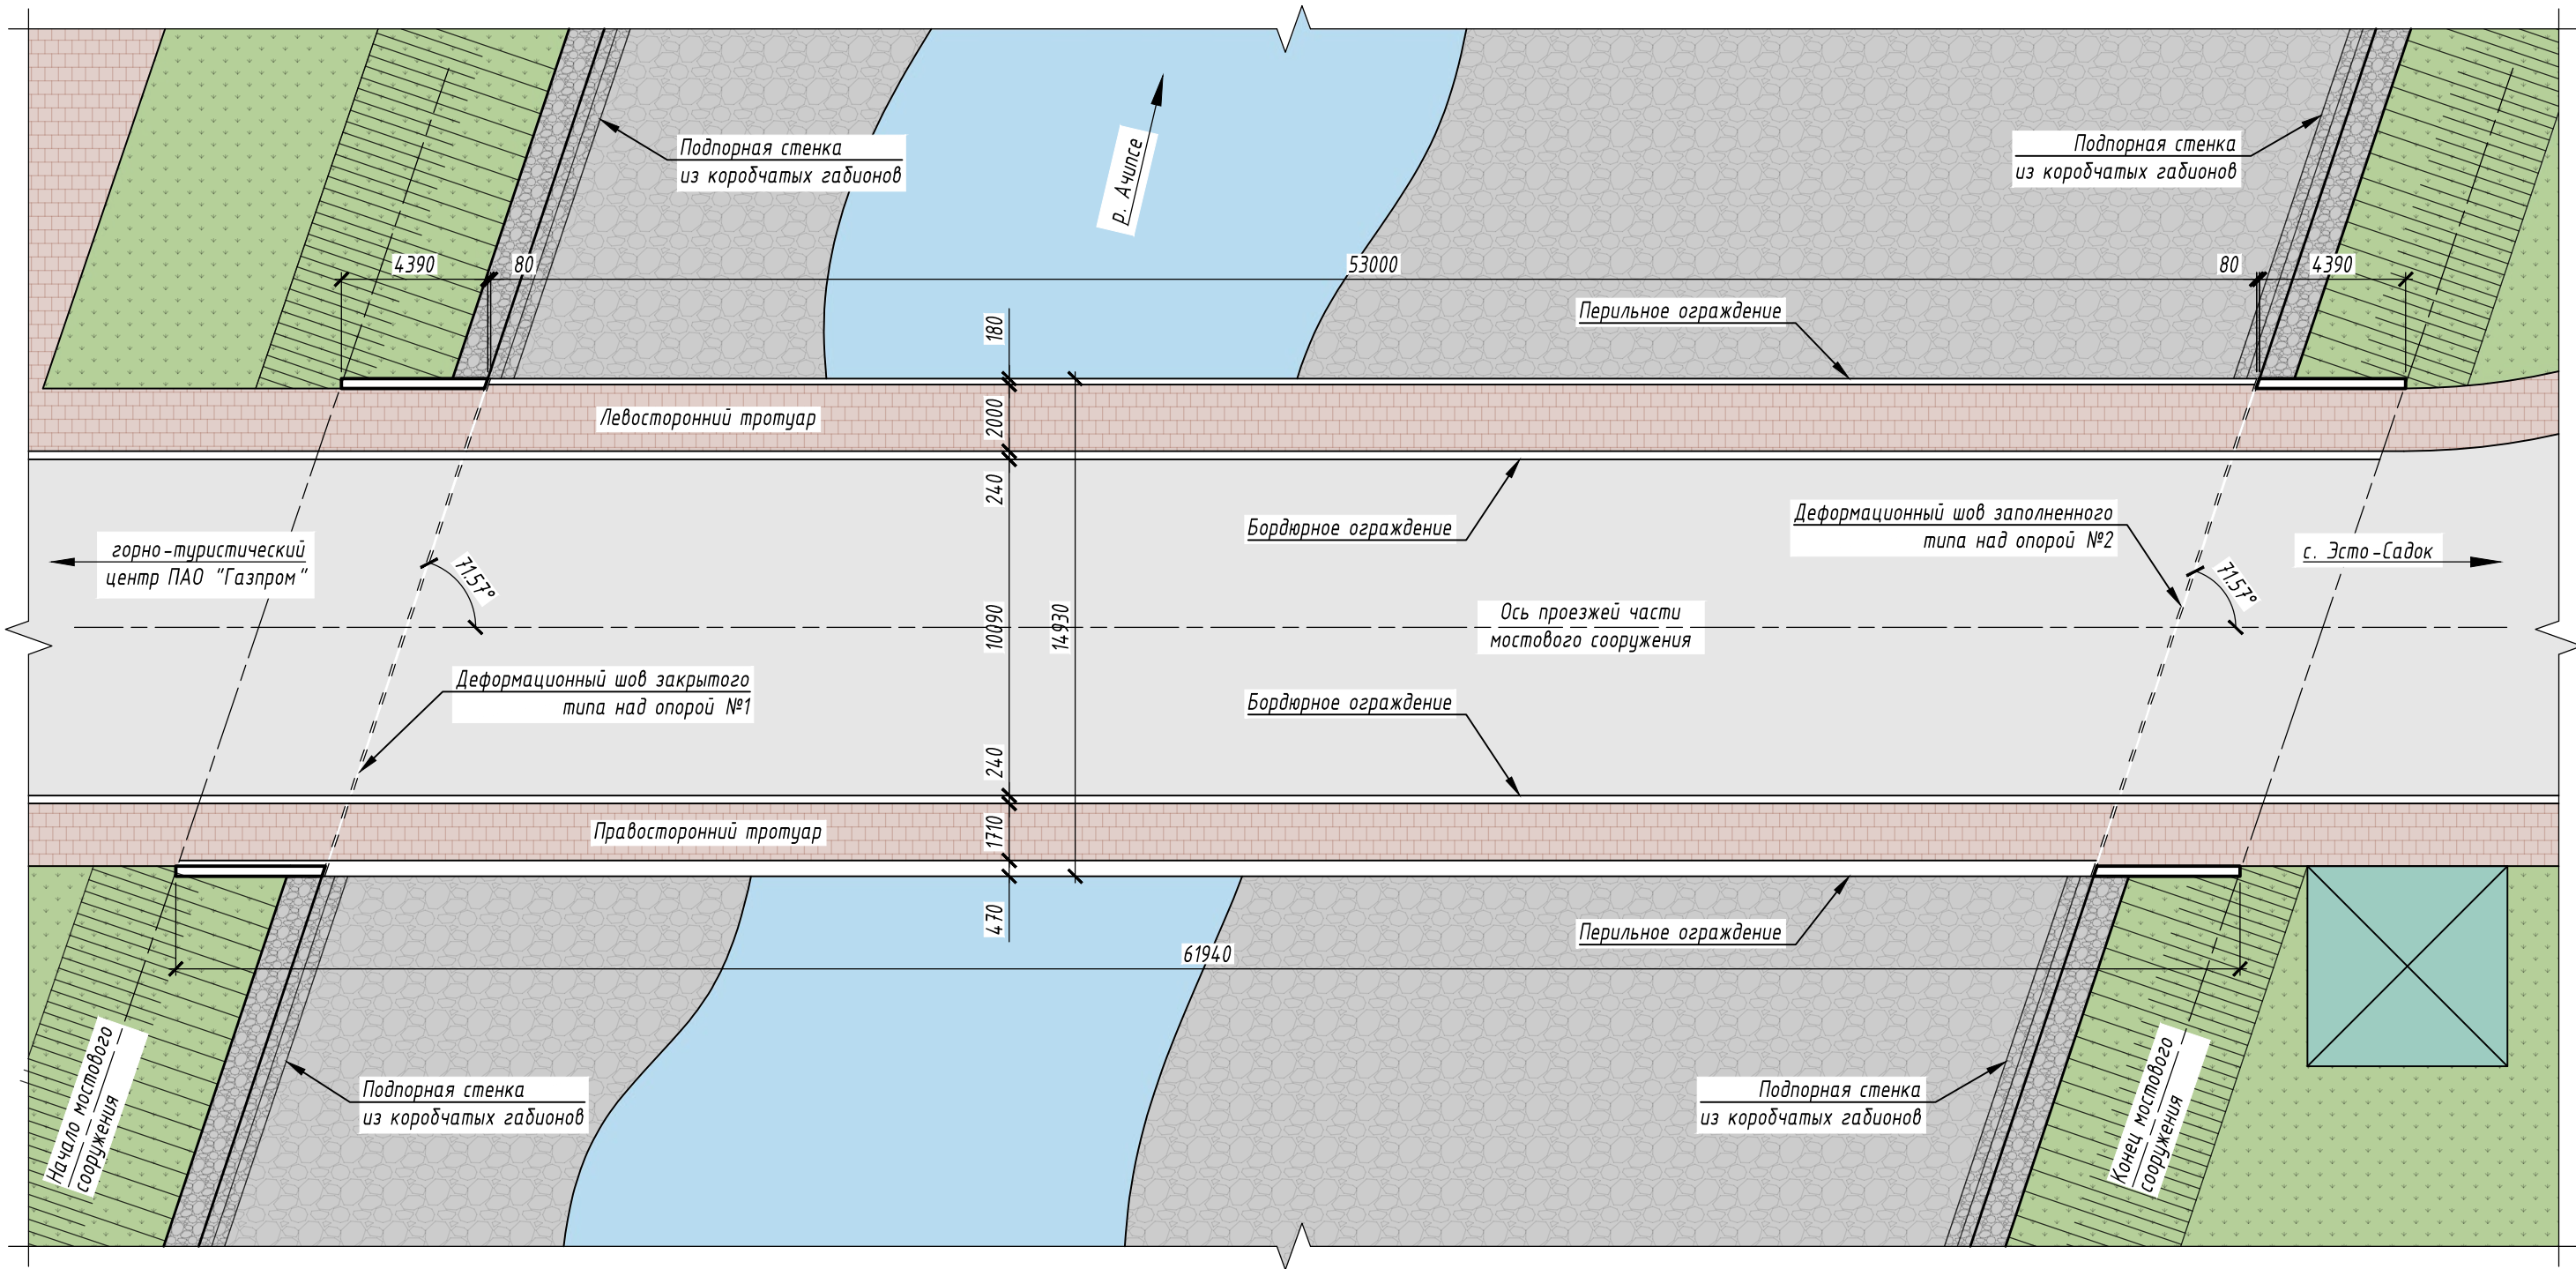 Подпорная стенка
из коробчатых габионов
р. Ачипсе
Подпорная стенка
из коробчатых габионов
4390
80
53000
80
4390
180
Перильное ограждение
Левосторонний тротуар
2000
240
Бордюрное ограждение
Деформационный шов заполненного
типа над опорой №2
горно-туристический
центр ПАО "Газпром"
с. Эсто-Садок
71.57°
71.57°
10090
14930
Ось проезжей части
мостового сооружения
Деформационный шов закрытого
типа над опорой №1
Бордюрное ограждение
240
Правосторонний тротуар
1710
470
Перильное ограждение
61940
Начало мостового
сооружения
Подпорная стенка
из коробчатых габионов
Подпорная стенка
из коробчатых габионов
Конец мостового
сооружения